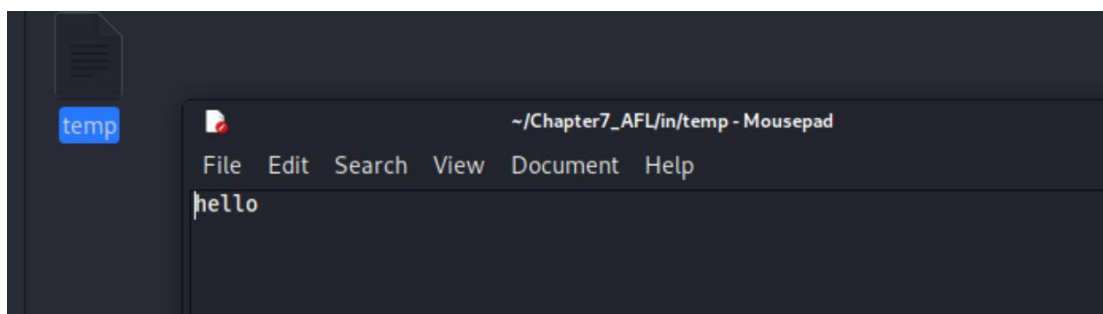 temp
~/Chapter7_AFL/in/temp - Mousepad
File Edit Search View Document Help
hello